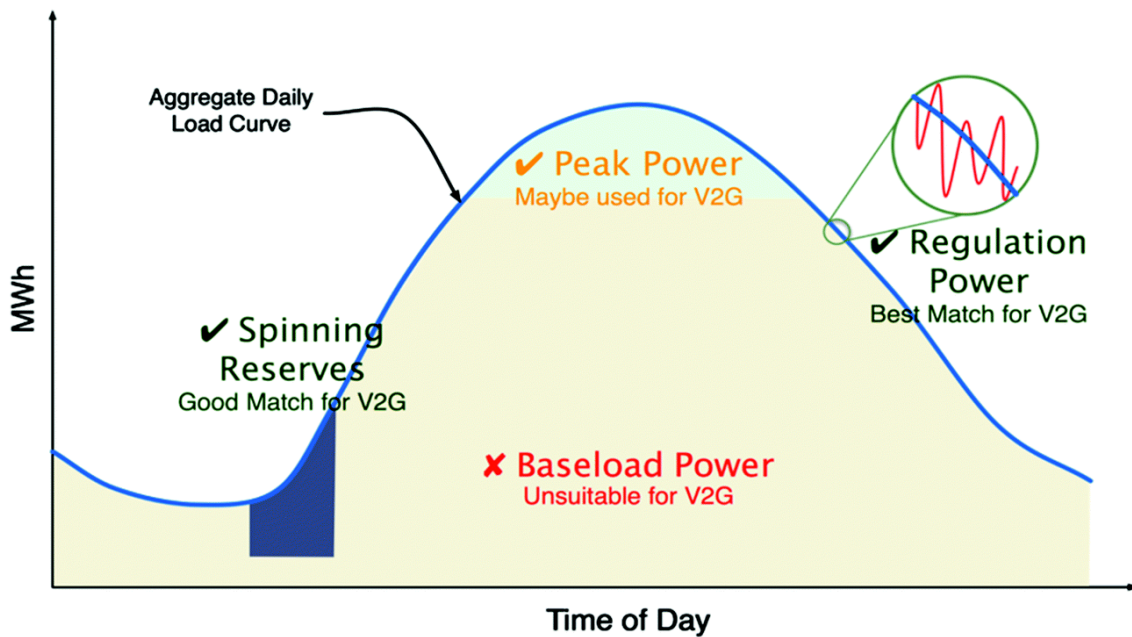 Aggregate Daily
Load Curve
✔ Peak Power
Maybe used for V2G
✔ Regulation
Power
Best Match for V2G
✔ Spinning
Reserves
Good Match for V2G
✘ Baseload Power
Unsuitable for V2G
MWh
Time of Day